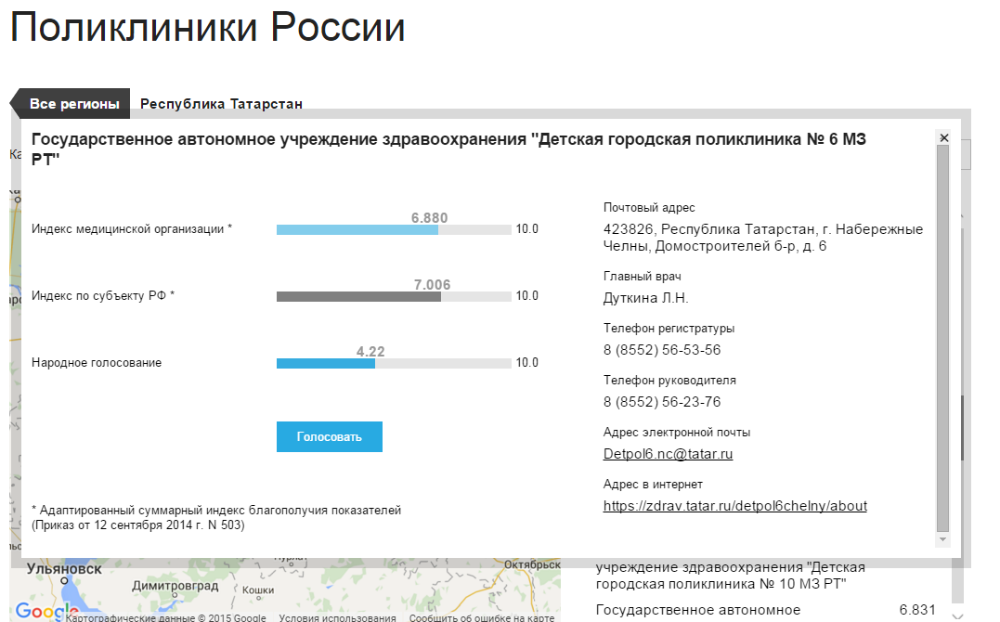 Поликлиники России
Все регионы
Республика Татарстан
Государственное автономное учреждение здравоохранения "Детская городская поликлиника № 6 МЗ
РТ"
Индекс медицинской организации *
6.880
10.0
Индекс по субъекту РФ *
7.006
10.0
Народное голосование
4.22
10.0
Голосовать
* Адаптированный суммарный индекс благополучия показателей
(Приказ от 12 сентября 2014 г. N 503)
Почтовый адрес
423826, Республика Татарстан, г. Набережные
Челны, Домостроителей б-р, д. 6
Главный врач
Дуткина Л.Н.
Телефон регистратуры
8 (8552) 56-53-56
Телефон руководителя
8 (8552) 56-23-76
Адрес электронной почты
Detpol6.nc@tatar.ru
Адрес в интернет
https://zdrav.tatar.ru/detpol6chelny/about
Ульяновск
Димитровград
Кошки
Октябрьск
Google
Картографические данные © 2015 Google
Условия использования
Сообщить об ошибке на карте
учреждение здравоохранения "Детская
городская поликлиника № 10 МЗ РТ"
Государственное автономное
6.831